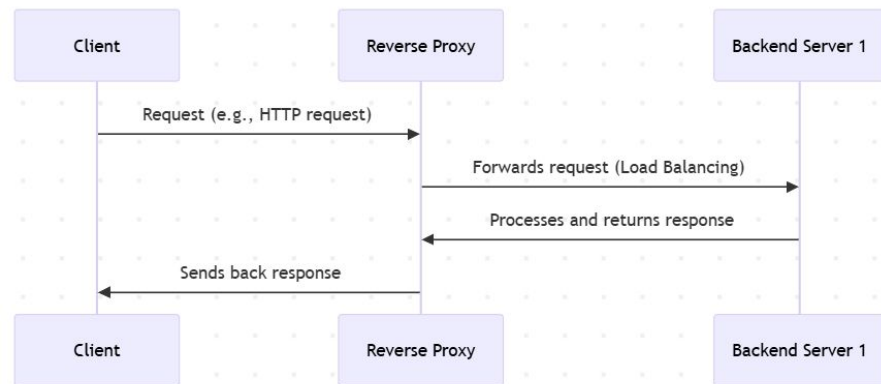 Client
Reverse Proxy
Backend Server 1
Request (e.g., HTTP request)
Forwards request (Load Balancing)
Processes and returns response
Sends back response
Client
Reverse Proxy
Backend Server 1